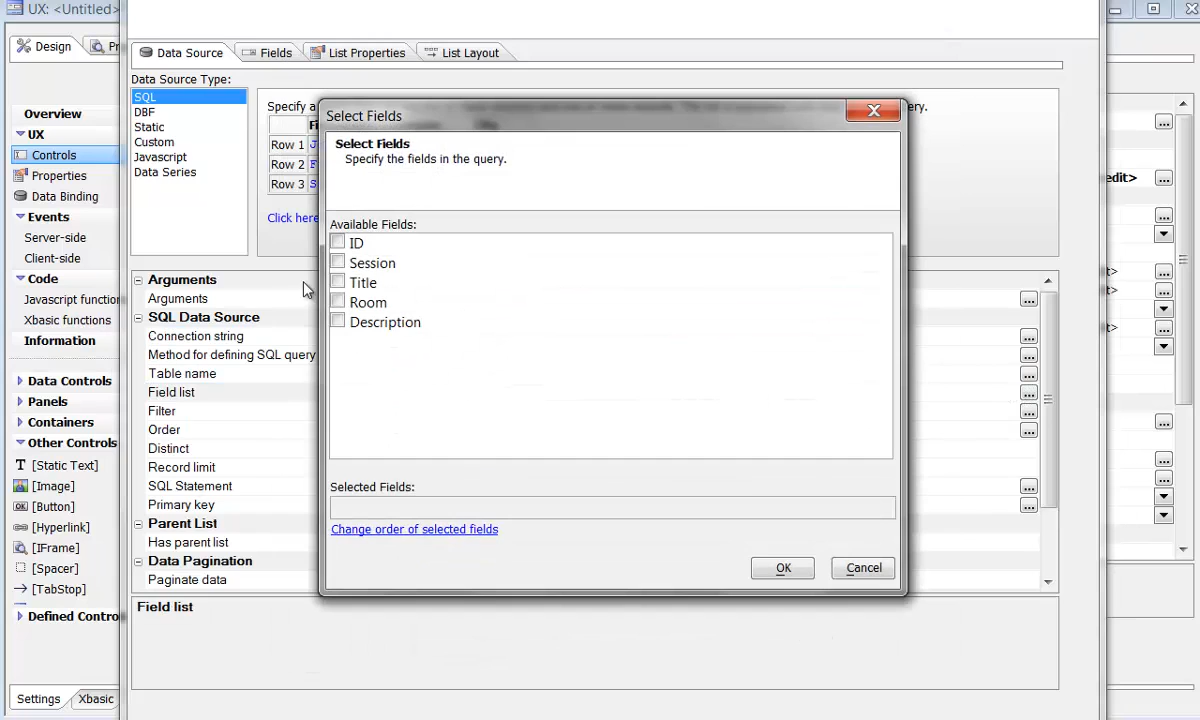 UX: <Untitled>
Design
Pr
Overview
UX
Controls
Properties
Data Binding
Events
Server-side
Client-side
Code
Javascript function
Xbasic functions
Information
Data Controls
Panels
Containers
Other Controls
[Static Text]
[Image]
[Button]
[Hyperlink]
[IFrame]
[Spacer]
[TabStop]
Defined Contro
Settings
Xbasic
Data Source
Fields
List Properties
List Layout
Data Source Type:
SQL
DBF
Static
Custom
Javascript
Data Series
Specify a
ery.
Row 1
Row 2
Row 3
Click here
Arguments
Arguments
SQL Data Source
Connection string
Method for defining SQL query
Table name
Field list
Filter
Order
Distinct
Record limit
SQL Statement
Primary key
Parent List
Has parent list
Data Pagination
Paginate data
Field list
Select Fields
Select Fields
Specify the fields in the query.
Available Fields:
ID
Session
Title
Room
Description
Selected Fields:
Change order of selected fields
OK
Cancel
edit>